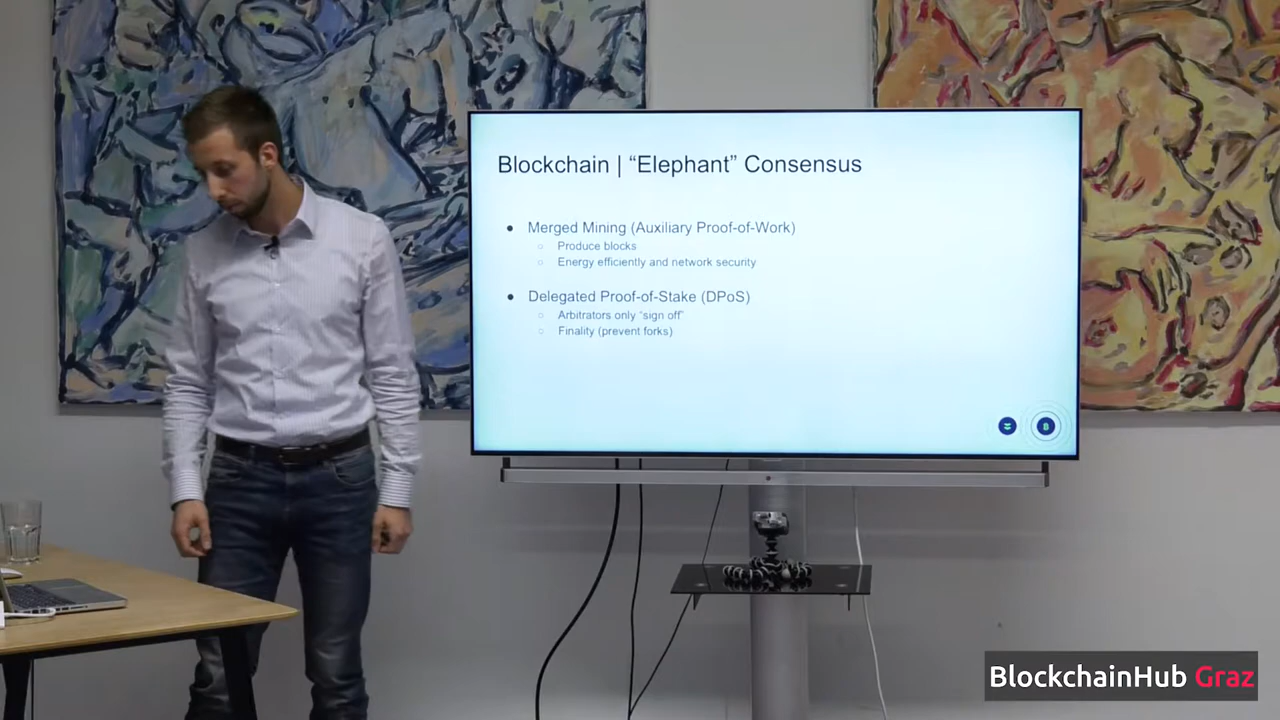 Blockchain | “Elephant” Consensus
Merged Mining (Auxiliary Proof-of-Work)
Produce blocks
Energy efficiently and network security
Delegated Proof-of-Stake (DPoS)
Arbitrators only “sign off”
Finality (prevent forks)
BlockchainHub Graz